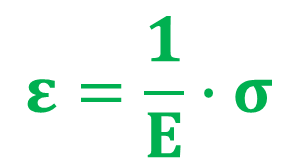 ε = 1/E · σ